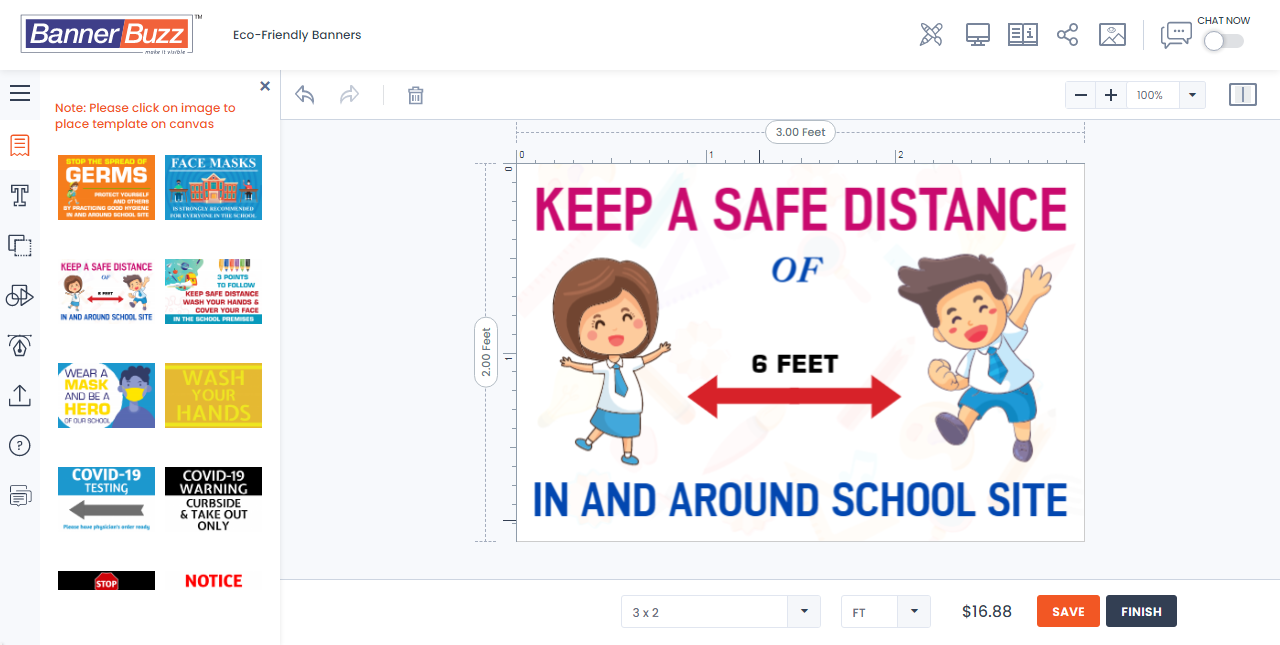 BannerBuzz™
make it visible
Eco-Friendly Banners
CHAT NOW
Note: Please click on image to
place template on canvas
STOP THE SPREAD OF
GERMS
PROTECT YOURSELF
AND OTHERS
BY PRACTICING GOOD HYGIENE
IN AND AROUND SCHOOL SITE
FACE MASKS
IS STRONGLY RECOMMENDED
FOR EVERYONE IN THE SCHOOL
KEEP A SAFE DISTANCE
OF
6 FEET
IN AND AROUND SCHOOL SITE
3 POINTS
TO FOLLOW
KEEP SAFE DISTANCE
WASH YOUR HANDS &
COVER YOUR FACE
IN THE SCHOOL PREMISES
WEAR A
MASK
AND BE A
HERO
OF OUR SCHOOL
WASH
YOUR
HANDS
COVID-19
TESTING
Please have physician's order ready
COVID-19
WARNING
CURBSIDE
& TAKE OUT
ONLY
STOP
NOTICE
100%
3.00 Feet
0
1
2
0
2.00 Feet
1
KEEP A SAFE DISTANCE
OF
6 FEET
IN AND AROUND SCHOOL SITE
3 x 2
FT
$16.88
SAVE
FINISH